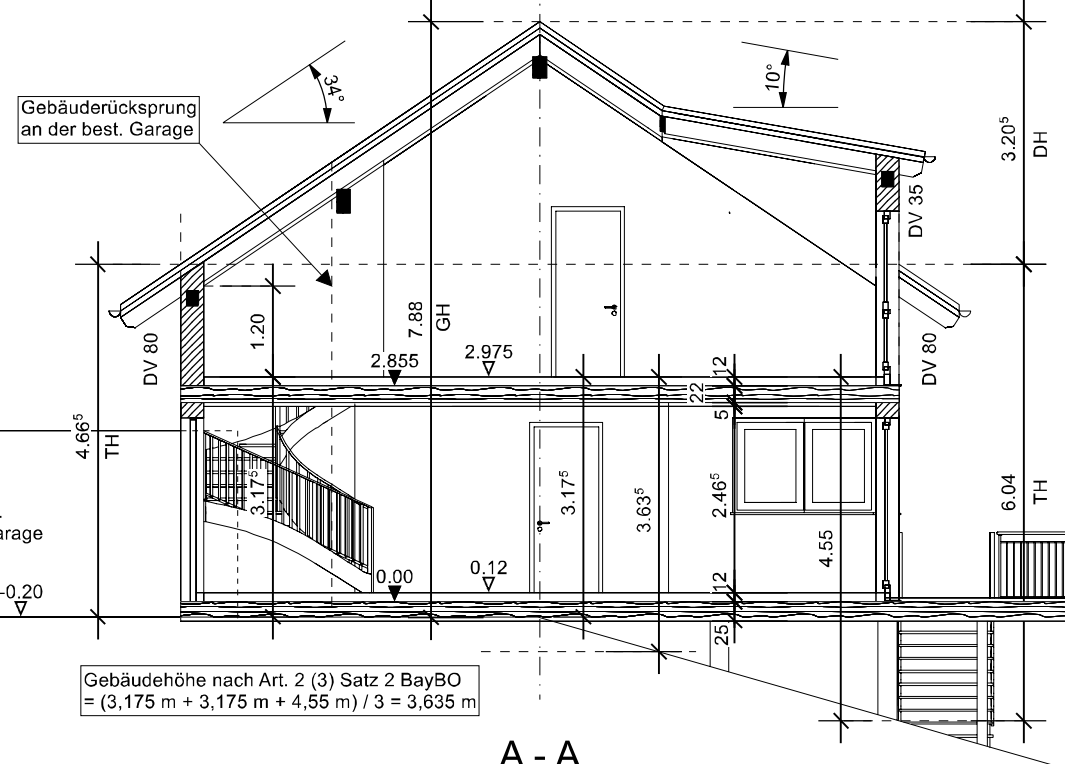 34°
10°
Gebäuderücksprung
an der best. Garage
3.20⁵
DH
DV 35
1.20
7.88
GH
2.855
2.975
DV 80
DV 80
12
22
5
4.66⁵
TH
3.17⁵
3.17⁵
3.63⁵
2.46⁵
4.55
6.04
TH
arage
-0.20
0.00
0.12
12
25
Gebäudehöhe nach Art. 2 (3) Satz 2 BayBO
= (3,175 m + 3,175 m + 4,55 m) / 3 = 3,635 m
A - A